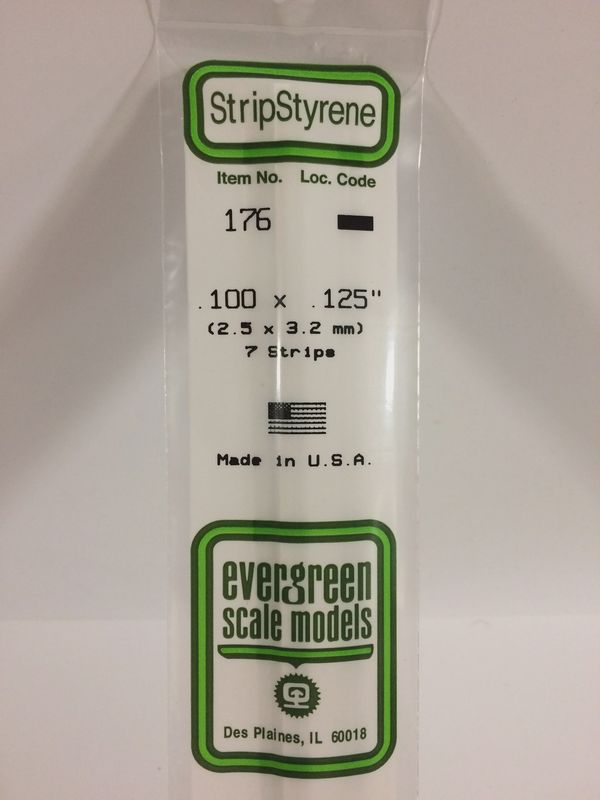 StripStyrene
Item No. Loc. Code
176
.100 x .125"
(2.5 x 3.2 mm)
7 Strips
Made in U.S.A.
evergreen
scale models
Des Plaines, IL 60018